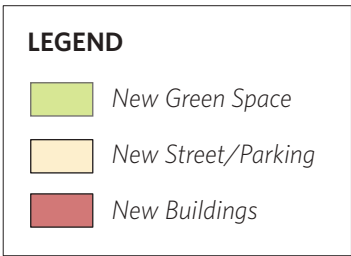 LEGEND
New Green Space
New Street/Parking
New Buildings